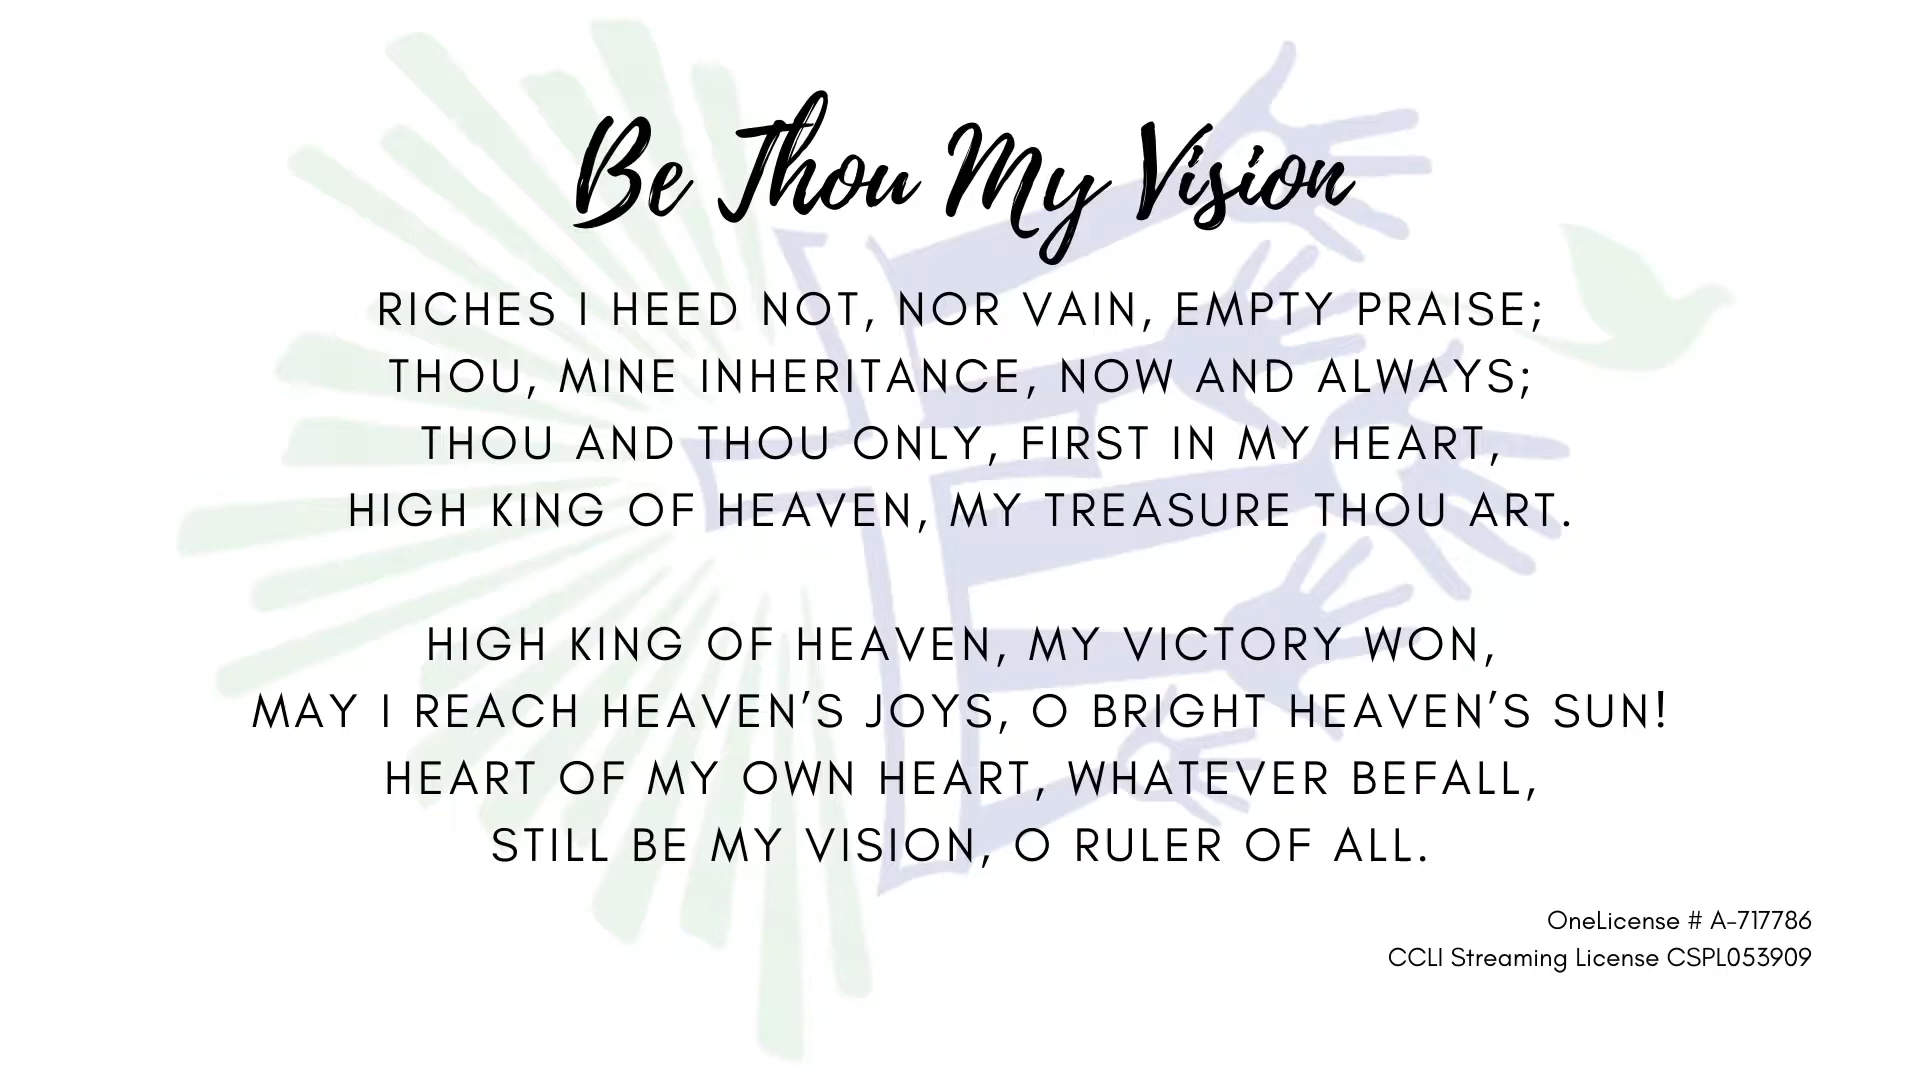 Be Thou My Vision
RICHES I HEED NOT, NOR VAIN, EMPTY PRAISE;
THOU, MINE INHERITANCE, NOW AND ALWAYS;
THOU AND THOU ONLY, FIRST IN MY HEART,
HIGH KING OF HEAVEN, MY TREASURE THOU ART.
HIGH KING OF HEAVEN, MY VICTORY WON,
MAY I REACH HEAVEN'S JOYS, O BRIGHT HEAVEN'S SUN!
HEART OF MY OWN HEART, WHATEVER BEFALL,
STILL BE MY VISION, O RULER OF ALL.
OneLicense # A-717786
CCLI Streaming License CSPL053909